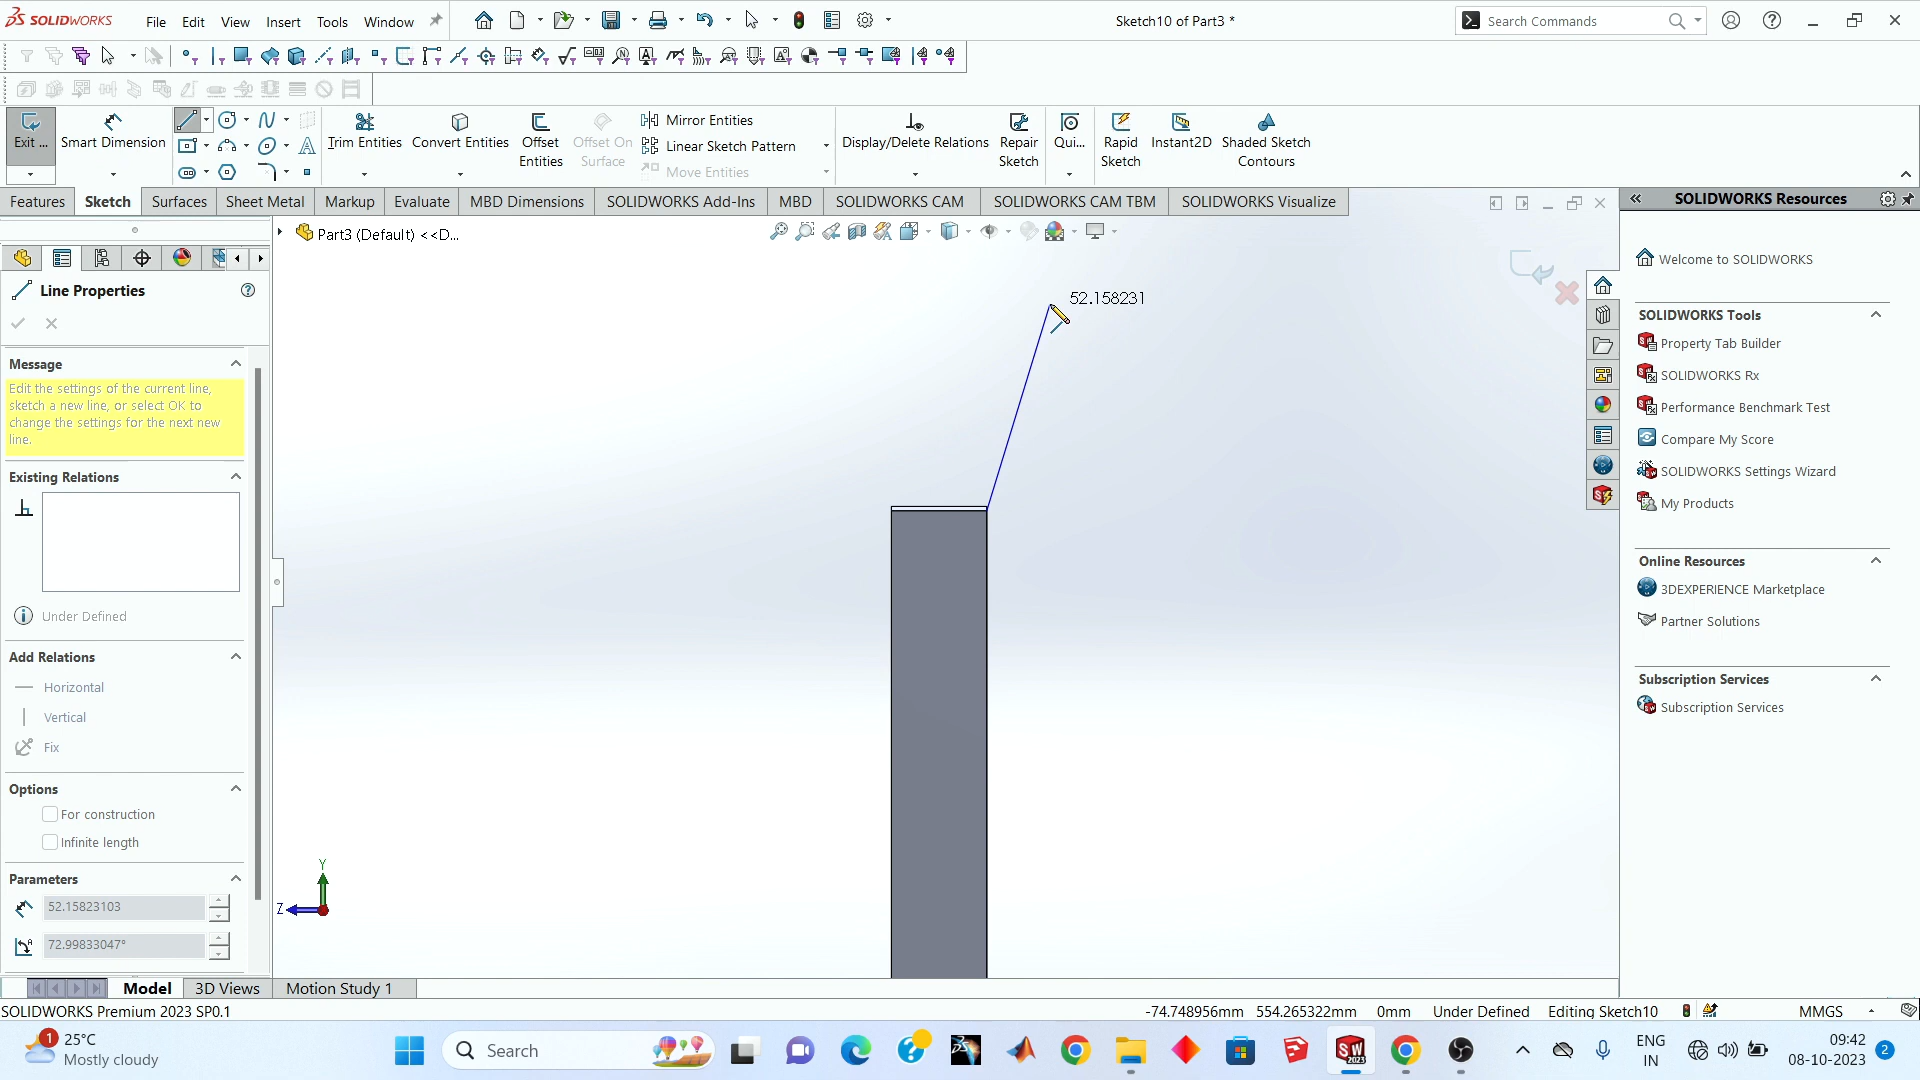 SOLIDWORKS File Edit View Insert Tools Window Sketch10 of Part3 * Search Commands
Exit ... Smart Dimension Trim Entities Convert Entities Offset Entities Offset On Surface Mirror Entities Linear Sketch Pattern Move Entities Display/Delete Relations Repair Sketch Qui... Rapid Sketch Instant2D Shaded Sketch Contours
Features Sketch Surfaces Sheet Metal Markup Evaluate MBD Dimensions SOLIDWORKS Add-Ins MBD SOLIDWORKS CAM SOLIDWORKS CAM TBM SOLIDWORKS Visualize
Part3 (Default) <<D...
Line Properties
Message
Edit the settings of the current line,
sketch a new line, or select OK to
change the settings for the next new
line.
Existing Relations
Under Defined
Add Relations
Horizontal
Vertical
Fix
Options
For construction
Infinite length
Parameters
52.15823103
72.99833047°
52.158231
Y
Z
SOLIDWORKS Resources
Welcome to SOLIDWORKS
SOLIDWORKS Tools
Property Tab Builder
SOLIDWORKS Rx
Performance Benchmark Test
Compare My Score
SOLIDWORKS Settings Wizard
My Products
Online Resources
3DEXPERIENCE Marketplace
Partner Solutions
Subscription Services
Subscription Services
Model 3D Views Motion Study 1
SOLIDWORKS Premium 2023 SP0.1 -74.748956mm 554.265322mm 0mm Under Defined Editing Sketch10 MMGS
1 25°C
Mostly cloudy
Search
SW 2023
ENG
IN
09:42
08-10-2023
2